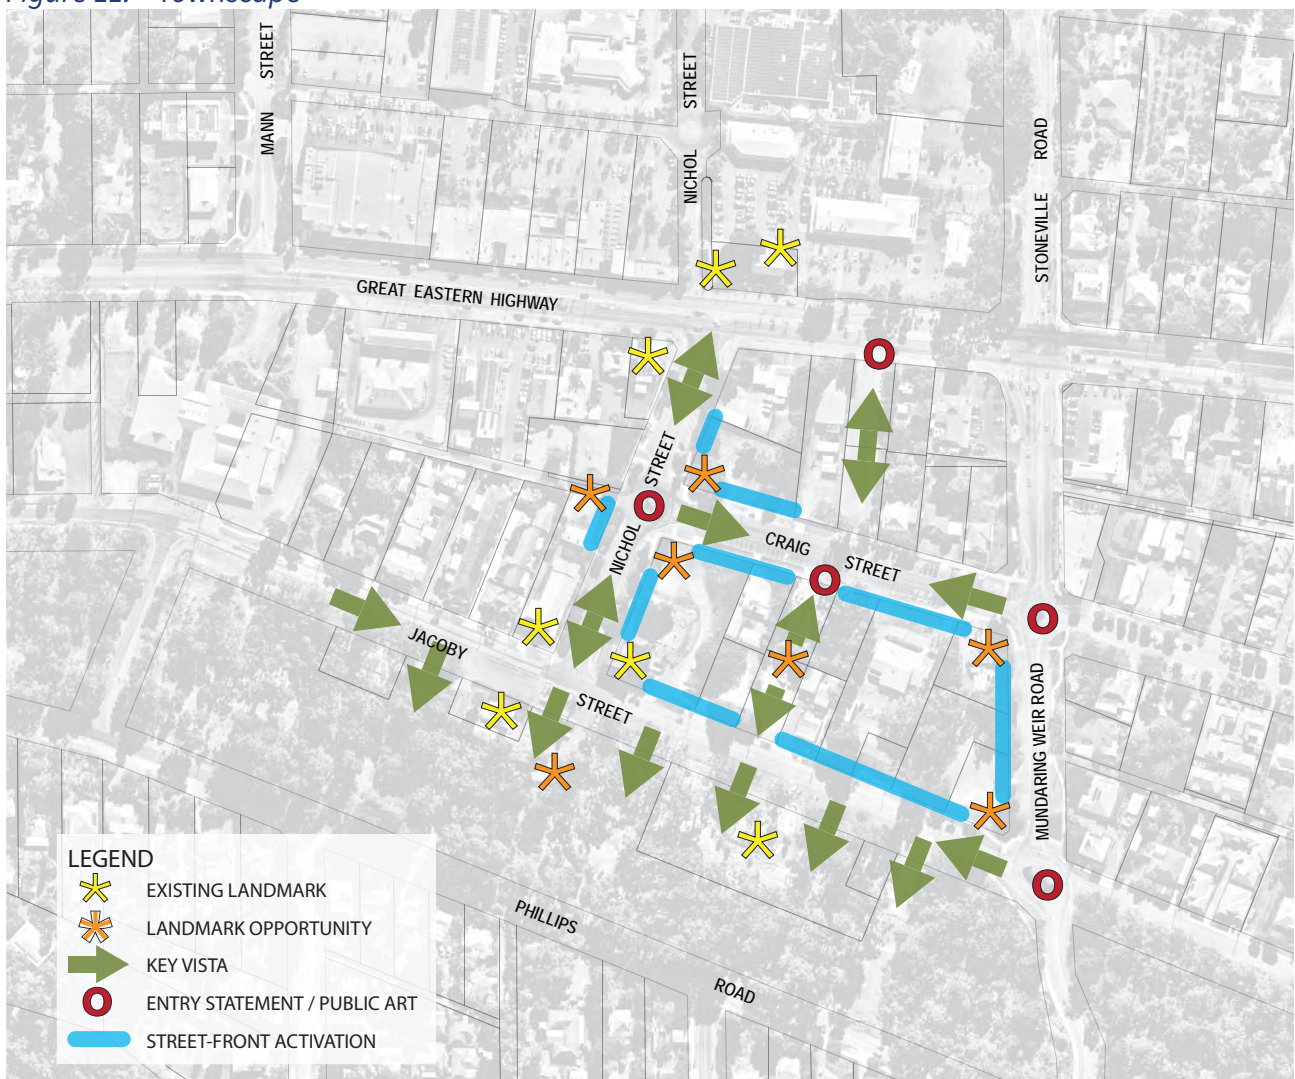 MANN STREET
NICHOL STREET
STONEVILLE ROAD
GREAT EASTERN HIGHWAY
NICHOL STREET
CRAIG STREET
JACOBY STREET
MUNDARING WEIR ROAD
PHILLIPS ROAD
LEGEND
EXISTING LANDMARK
LANDMARK OPPORTUNITY
KEY VISTA
ENTRY STATEMENT / PUBLIC ART
STREET-FRONT ACTIVATION